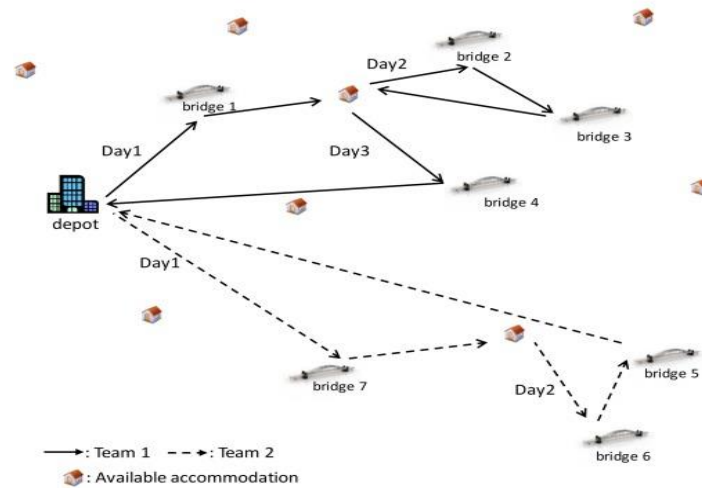 bridge 2
Day2
bridge 1
bridge 3
Day1
Day3
bridge 4
depot
Day1
bridge 7
bridge 5
Day2
bridge 6
: Team 1
: Team 2
: Available accommodation